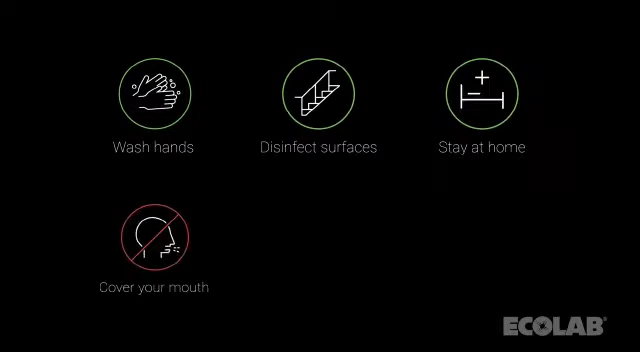 Wash hands
Disinfect surfaces
Stay at home
Cover your mouth
ECOLAB®